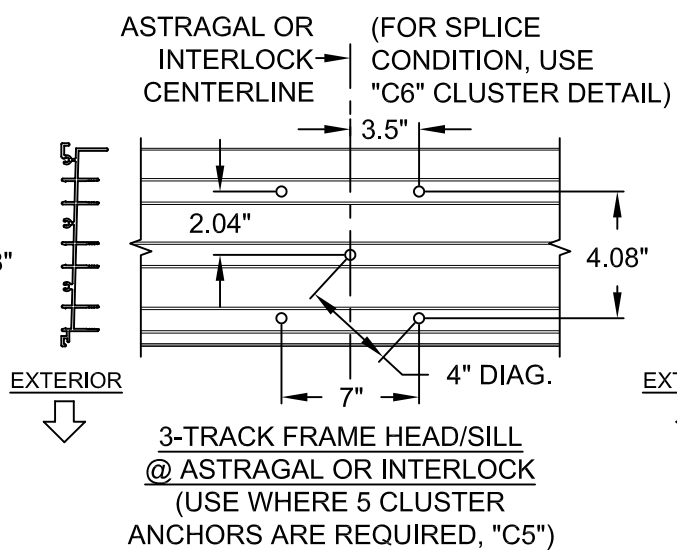 ASTRAGAL OR
INTERLOCK
CENTERLINE
(FOR SPLICE
CONDITION, USE
"C6" CLUSTER DETAIL)
3.5"
2.04"
4.08"
4" DIAG.
7"
EXTERIOR
3-TRACK FRAME HEAD/SILL
@ ASTRAGAL OR INTERLOCK
(USE WHERE 5 CLUSTER
ANCHORS ARE REQUIRED, "C5")